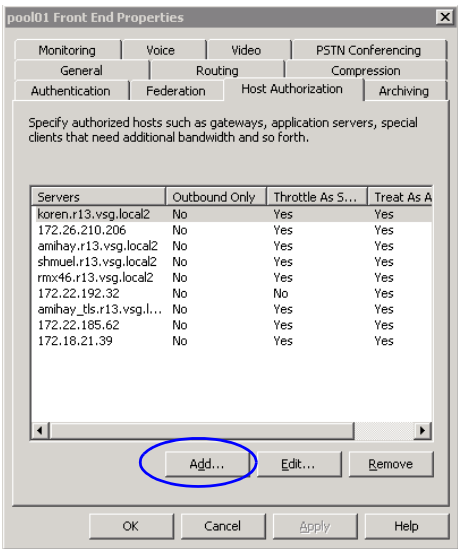 pool01 Front End Properties
Monitoring Voice Video PSTN Conferencing
General Routing Compression
Authentication Federation Host Authorization Archiving
Specify authorized hosts such as gateways, application servers, special
clients that need additional bandwidth and so forth.
Servers Outbound Only Throttle As S... Treat As A
koren.r13.vsg.local2 No Yes Yes
172.26.210.206 No Yes Yes
amihay.r13.vsg.local2 No Yes Yes
shmuel.r13.vsg.local2 No Yes Yes
rmx46.r13.vsg.local2 No Yes Yes
172.22.192.32 No No Yes
amihay_tls.r13.vsg.l... No Yes Yes
172.22.185.62 No Yes Yes
172.18.21.39 No Yes Yes
Add... Edit... Remove
OK Cancel Apply Help